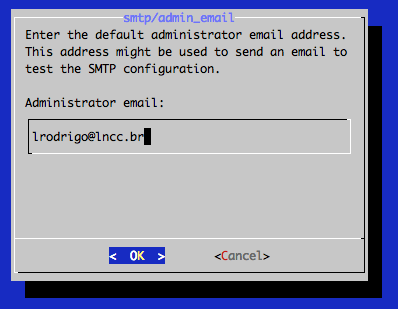 smtp/admin_email
Enter the default administrator email address.
This address might be used to send an email to
test the SMTP configuration.
Administrator email:
lrodrigo@lncc.br
< OK > <Cancel>